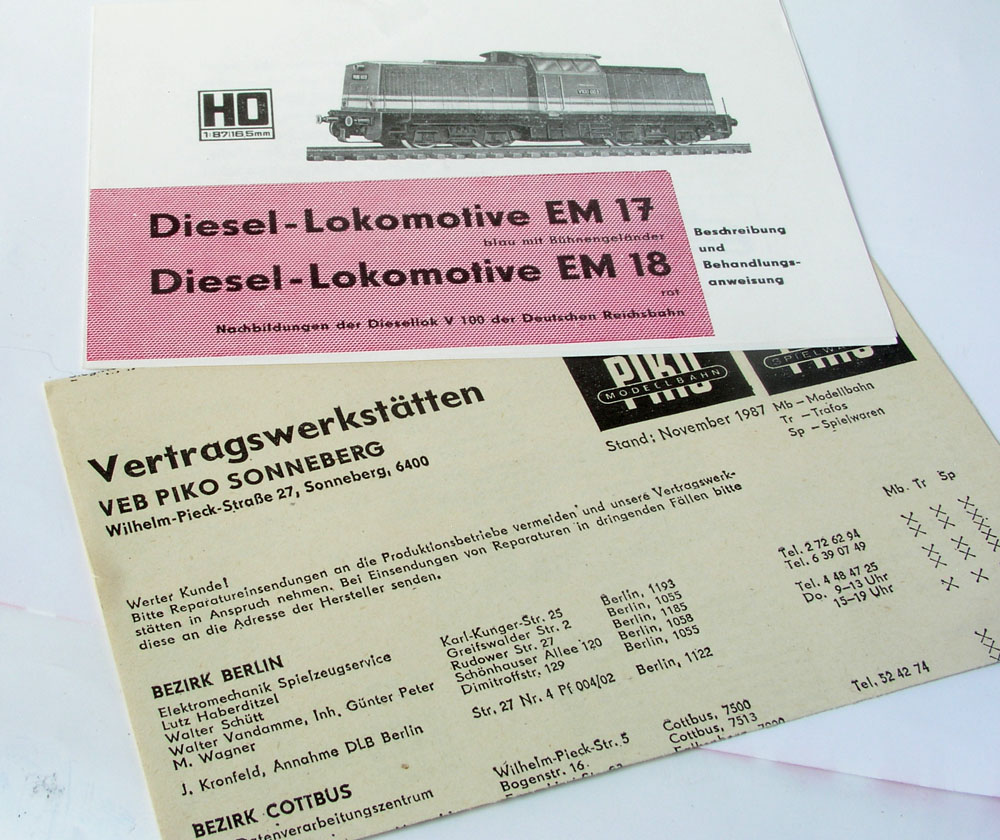 HO
1:87|16,5mm
Diesel-Lokomotive EM 17
blau mit Bühnengeländer
Diesel-Lokomotive EM 18
rot
Nachbildungen der Diesellok V 100 der Deutschen Reichsbahn
Beschreibung
und
Behandlungs-
anweisung
PIKO
MODELLBAHN
Vertragswerkstätten
VEB PIKO SONNEBERG
Wilhelm-Pieck-Straße 27, Sonneberg, 6400
Stand: November 1987
Mb – Modellbahn
Tr – Trafos
Sp – Spielwaren
Werter Kunde!
Bitte Reparatureinsendungen an die Produktionsbetriebe vermeiden und unsere Vertragswerk-
stätten in Anspruch nehmen. Bei Einsendungen von Reparaturen in dringenden Fällen bitte
diese an die Adresse der Hersteller senden.
Mb Tr Sp
BEZIRK BERLIN
Elektromechanik Spielzeugservice Karl-Kunger-Str. 25 Berlin, 1193 Tel. 2 72 62 94
Lutz Haberditzel Greifswalder Str. 2 Berlin, 1055 Tel. 6 39 07 49
Walter Schütt Rudower Str. 27 Berlin, 1185
Walter Vandamme, Inh. Günter Peter Schönhauser Allee 120 Berlin, 1058 Tel. 4 48 47 25
M. Wagner Dimitroffstr. 129 Berlin, 1055 Do. 9–13 Uhr
15–19 Uhr
J. Kronfeld, Annahme DLB Berlin Str. 27 Nr. 4 Pf 004/02 Berlin, 1122
BEZIRK COTTBUS
Datenverarbeitungszentrum Wilhelm-Pieck-Str. 5 Cottbus, 7500 Tel. 52 42 74
Bogenstr. 16 Cottbus, 7513